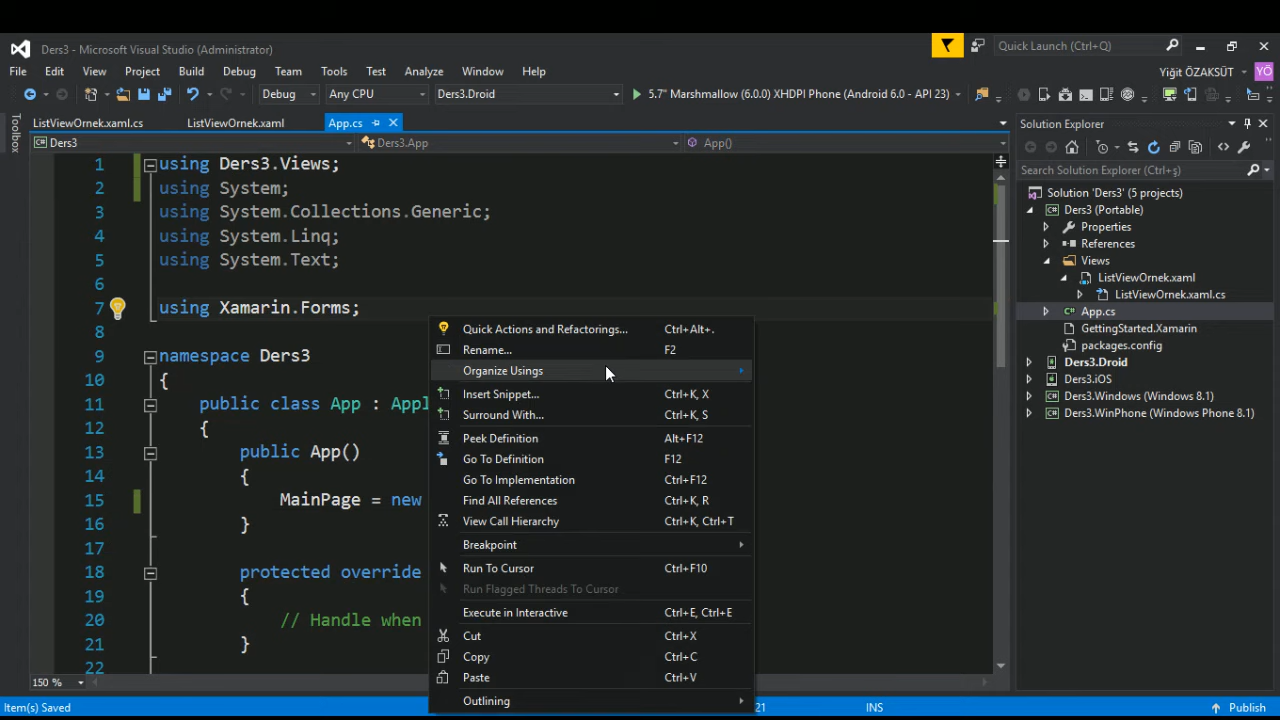 Ders3 - Microsoft Visual Studio (Administrator)
Quick Launch (Ctrl+Q)
File Edit View Project Build Debug Team Tools Test Analyze Window Help
Yiğit ÖZAKSÜT YÖ
Debug Any CPU Ders3.Droid 5.7" Marshmallow (6.0.0) XHDPI Phone (Android 6.0 - API 23)
Toolbox
ListViewOrnek.xaml.cs ListViewOrnek.xaml App.cs
Ders3 Ders3.App App()
1 using Ders3.Views;
2 using System;
3 using System.Collections.Generic;
4 using System.Linq;
5 using System.Text;
6
7 using Xamarin.Forms;
8
9 namespace Ders3
10 {
11 public class App : Appl
12 {
13 public App()
14 {
15 MainPage = new
16 }
17
18 protected override
19 {
20 // Handle when
21 }
22
Quick Actions and Refactorings... Ctrl+Alt+.
Rename... F2
Organize Usings
Insert Snippet... Ctrl+K, X
Surround With... Ctrl+K, S
Peek Definition Alt+F12
Go To Definition F12
Go To Implementation Ctrl+F12
Find All References Ctrl+K, R
View Call Hierarchy Ctrl+K, Ctrl+T
Breakpoint
Run To Cursor Ctrl+F10
Run Flagged Threads To Cursor
Execute in Interactive Ctrl+E, Ctrl+E
Cut Ctrl+X
Copy Ctrl+C
Paste Ctrl+V
Outlining
Solution Explorer
Search Solution Explorer (Ctrl+ş)
Solution 'Ders3' (5 projects)
C# Ders3 (Portable)
Properties
References
Views
ListViewOrnek.xaml
ListViewOrnek.xaml.cs
C# App.cs
GettingStarted.Xamarin
packages.config
Ders3.Droid
Ders3.iOS
C# Ders3.Windows (Windows 8.1)
C# Ders3.WinPhone (Windows Phone 8.1)
150 %
Item(s) Saved 21 INS Publish